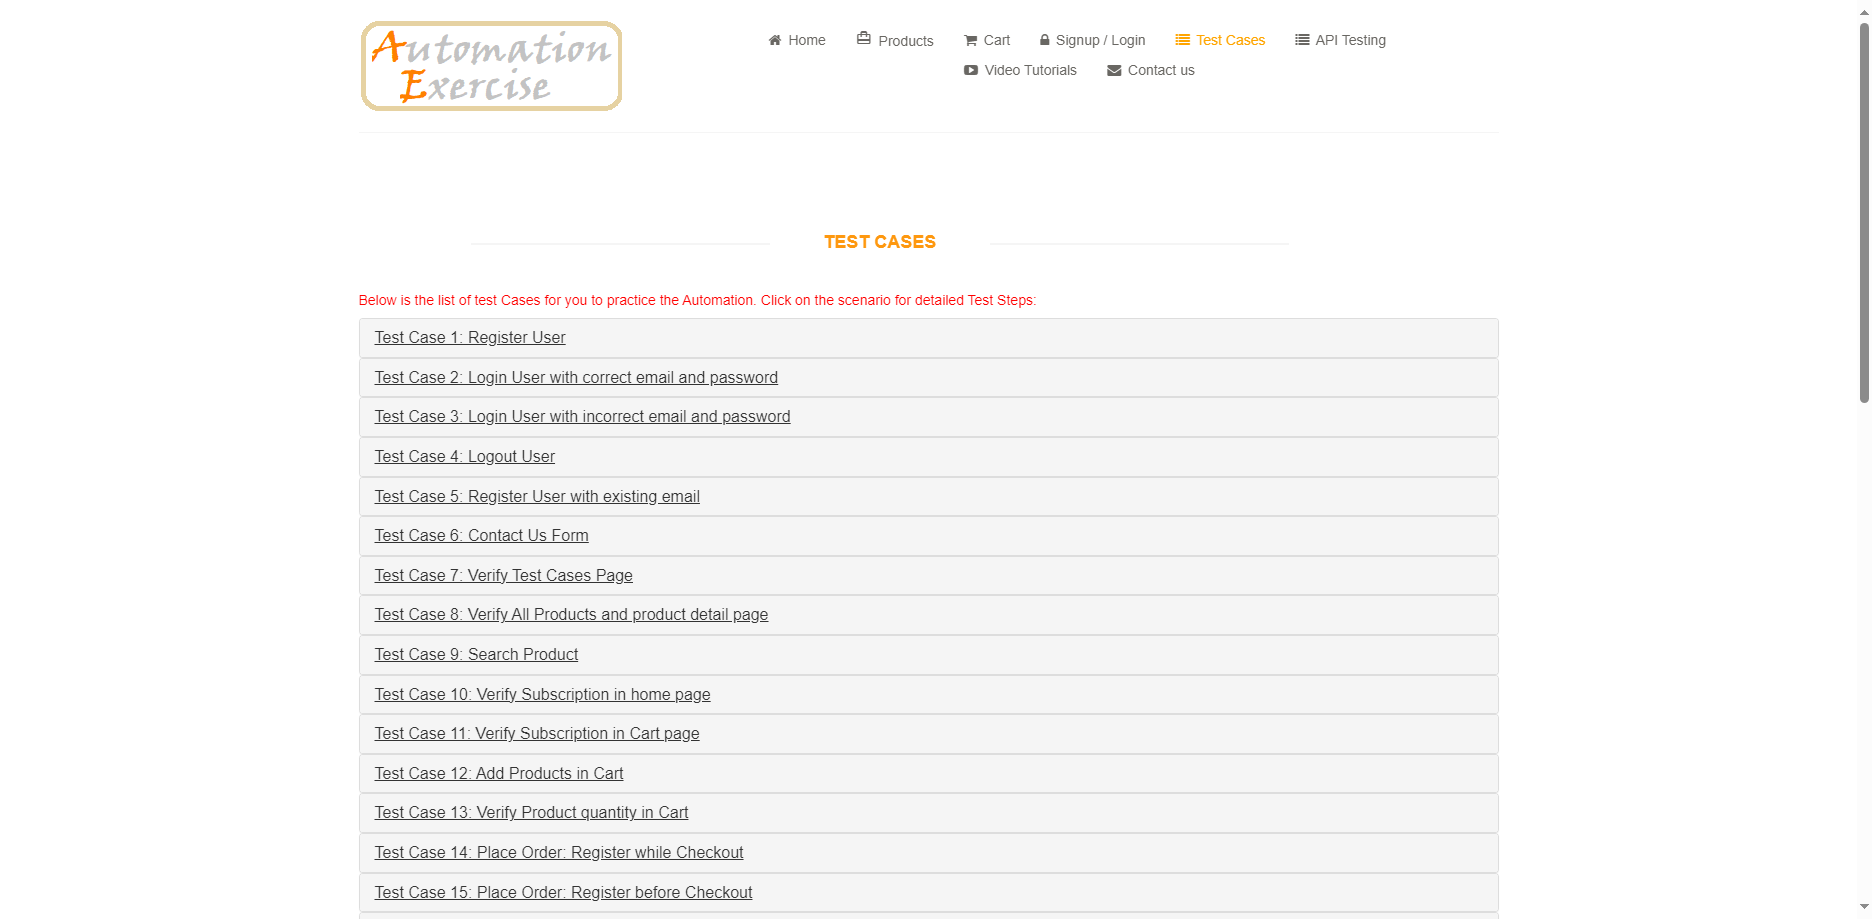 Automation
Exercise
Home
Products
Cart
Signup / Login
Test Cases
API Testing
Video Tutorials
Contact us
TEST CASES
Below is the list of test Cases for you to practice the Automation. Click on the scenario for detailed Test Steps:
Test Case 1: Register User
Test Case 2: Login User with correct email and password
Test Case 3: Login User with incorrect email and password
Test Case 4: Logout User
Test Case 5: Register User with existing email
Test Case 6: Contact Us Form
Test Case 7: Verify Test Cases Page
Test Case 8: Verify All Products and product detail page
Test Case 9: Search Product
Test Case 10: Verify Subscription in home page
Test Case 11: Verify Subscription in Cart page
Test Case 12: Add Products in Cart
Test Case 13: Verify Product quantity in Cart
Test Case 14: Place Order: Register while Checkout
Test Case 15: Place Order: Register before Checkout